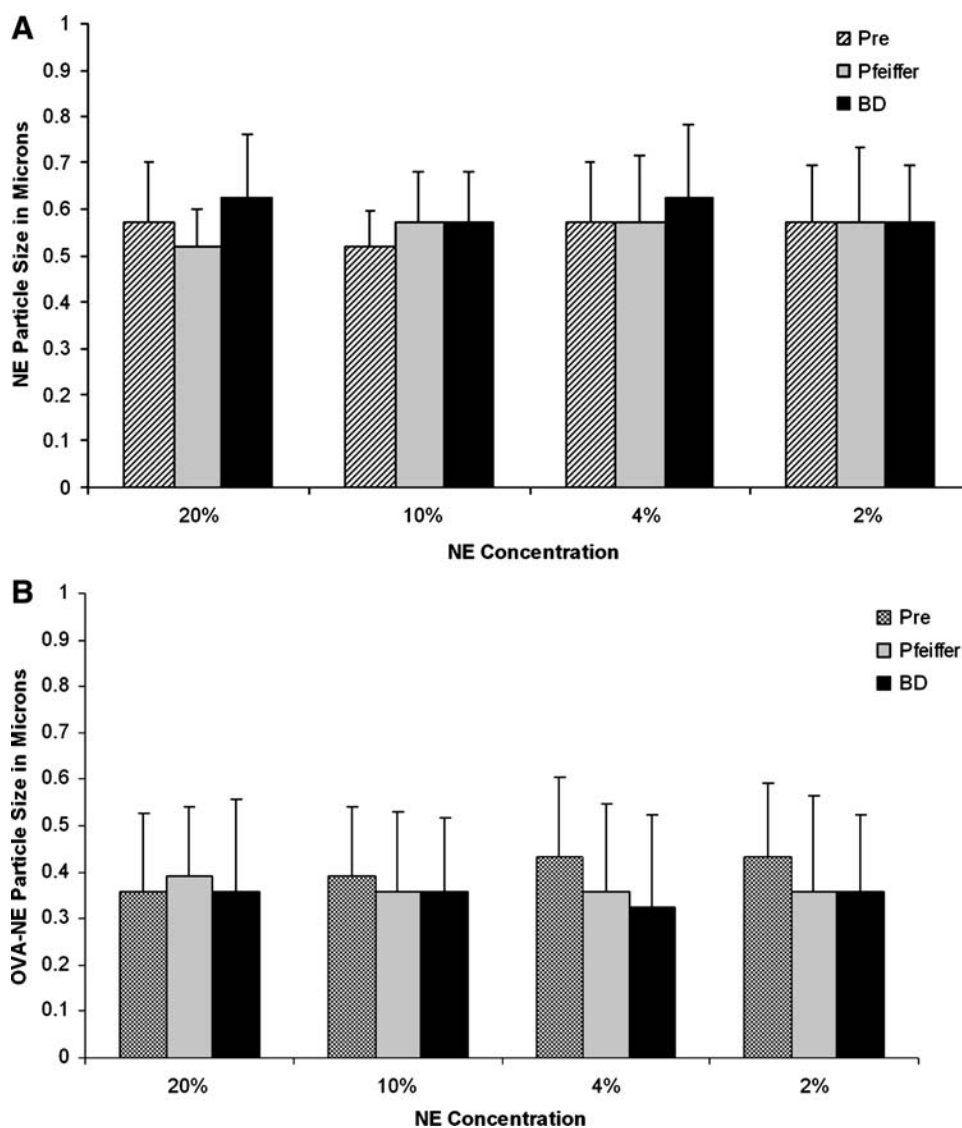 A
NE Particle Size in Microns
1
0.9
0.8
0.7
0.6
0.5
0.4
0.3
0.2
0.1
0
Pre
Pfeiffer
BD
20% 10% 4% 2%
NE Concentration
B
OVA-NE Particle Size in Microns
1
0.9
0.8
0.7
0.6
0.5
0.4
0.3
0.2
0.1
0
Pre
Pfeiffer
BD
20% 10% 4% 2%
NE Concentration